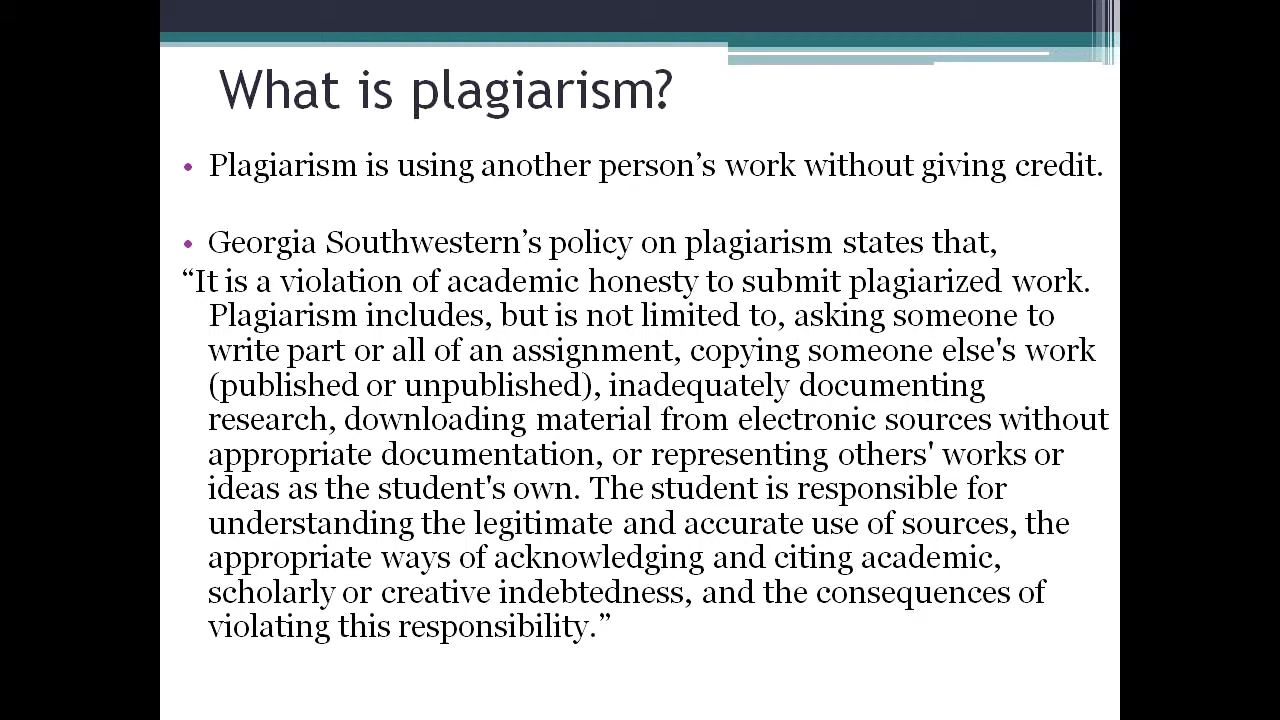 What is plagiarism?
• Plagiarism is using another person’s work without giving credit.
• Georgia Southwestern’s policy on plagiarism states that,
“It is a violation of academic honesty to submit plagiarized work.
Plagiarism includes, but is not limited to, asking someone to
write part or all of an assignment, copying someone else's work
(published or unpublished), inadequately documenting
research, downloading material from electronic sources without
appropriate documentation, or representing others' works or
ideas as the student's own. The student is responsible for
understanding the legitimate and accurate use of sources, the
appropriate ways of acknowledging and citing academic,
scholarly or creative indebtedness, and the consequences of
violating this responsibility.”